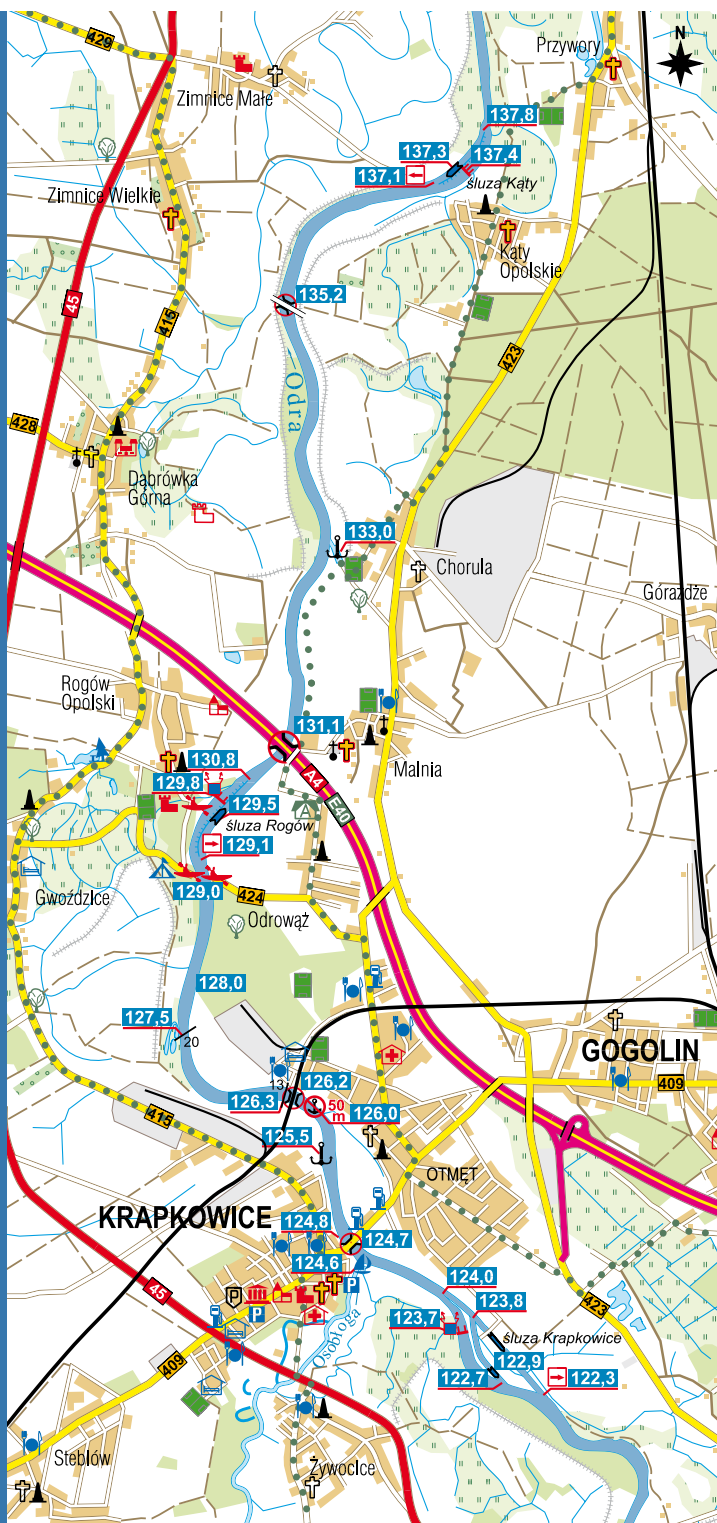 N
429
Przywory
Zimnice Małe
137,8
137,3
137,4
137,1
śluza Kąty
Zimnice Wielkie
Kąty
Opolskie
45
135,2
415
423
Odra
428
Dąbrówka
Górna
133,0
Chorula
Górażdże
Rogów
Opolski
131,1
Malnia
130,8
A4
129,8
129,5
E40
śluza Rogów
129,1
Gwoździce
129,0
424
Odrowąż
128,0
127,5
20
GOGOLIN
13
126,2
409
126,3
50
m
126,0
415
125,5
OTMĘT
KRAPKOWICE
124,8
124,7
124,6
P
124,0
45
P
P
123,8
423
123,7
Osobłoga
śluza Krapkowice
409
122,9
122,7
122,3
Steblów
Żywocice